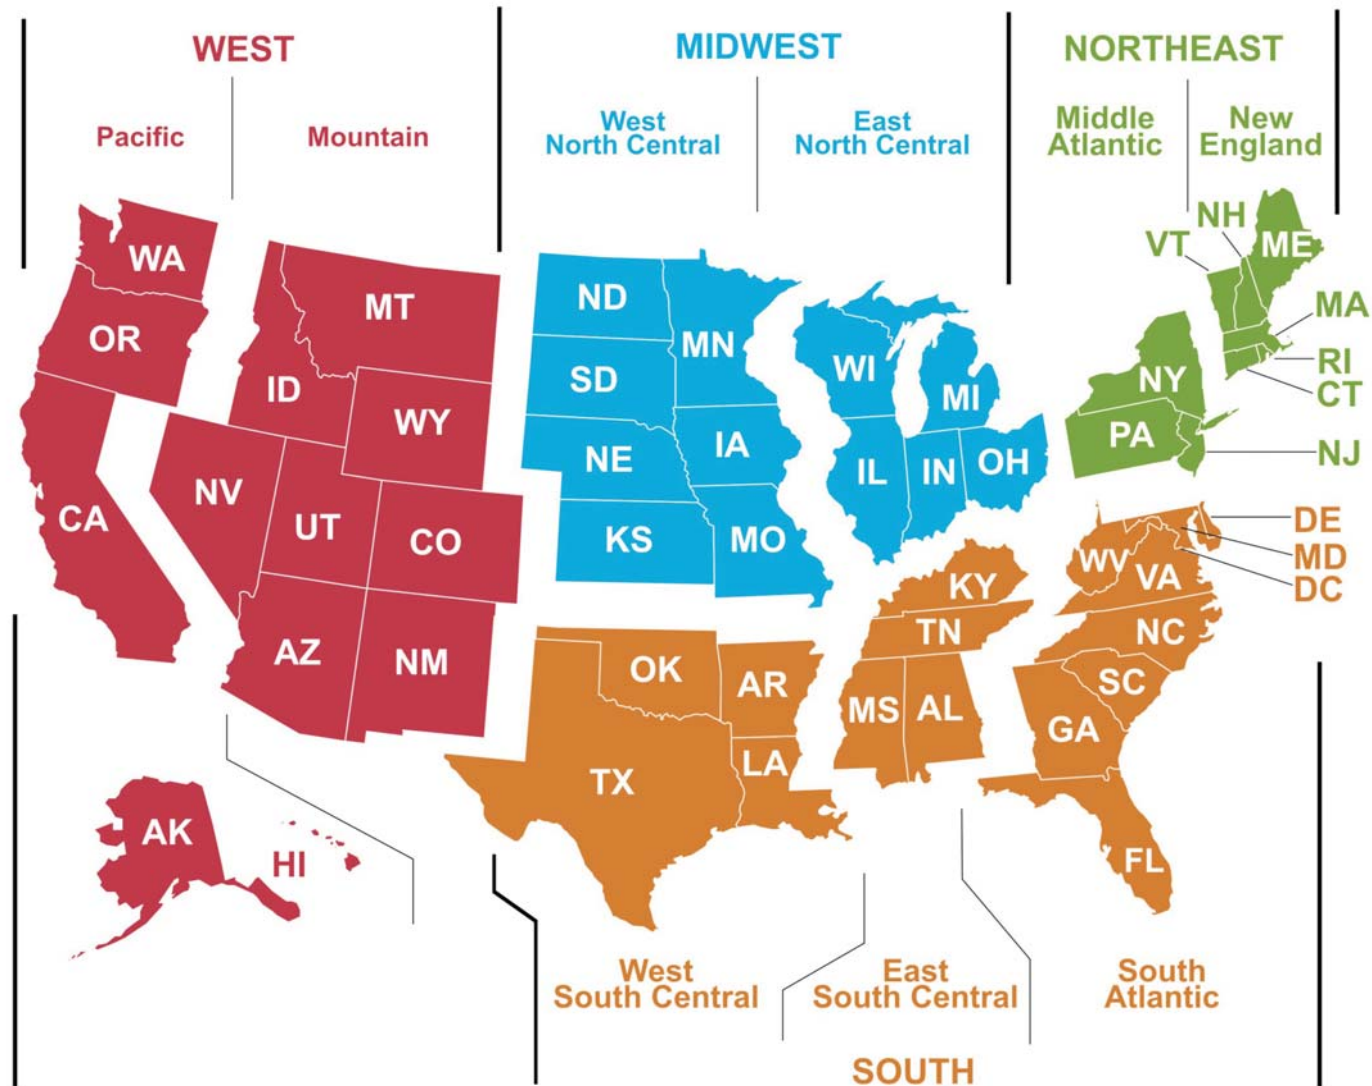 WEST
MIDWEST
NORTHEAST
Pacific
Mountain
West
North Central
East
North Central
Middle
Atlantic
New
England
WA
OR
CA
MT
ID
WY
NV
UT
CO
AZ
NM
AK
HI
ND
SD
NE
KS
MN
IA
MO
WI
MI
IL
IN
OH
NH
VT
ME
MA
RI
CT
NY
PA
NJ
DE
MD
DC
WV
VA
KY
TN
NC
SC
OK
AR
MS
AL
GA
TX
LA
FL
West
South Central
East
South Central
South
Atlantic
SOUTH